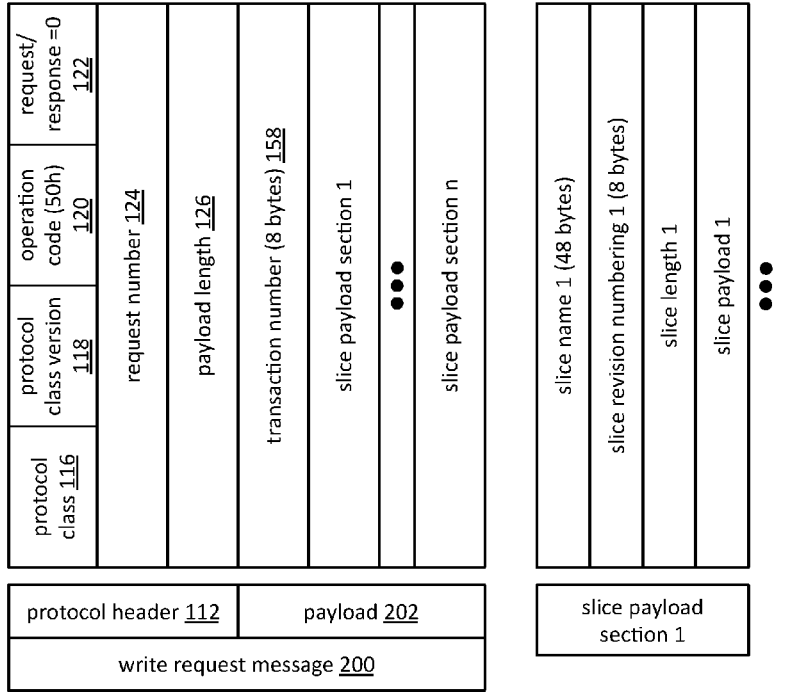 protocol
class 116
protocol
class version
118
operation
code (50h)
120
request/
response =0
122
request number 124
payload length 126
transaction number (8 bytes) 158
slice payload section 1
slice payload section n
protocol header 112
payload 202
write request message 200
slice name 1 (48 bytes)
slice revision numbering 1 (8 bytes)
slice length 1
slice payload 1
slice payload
section 1